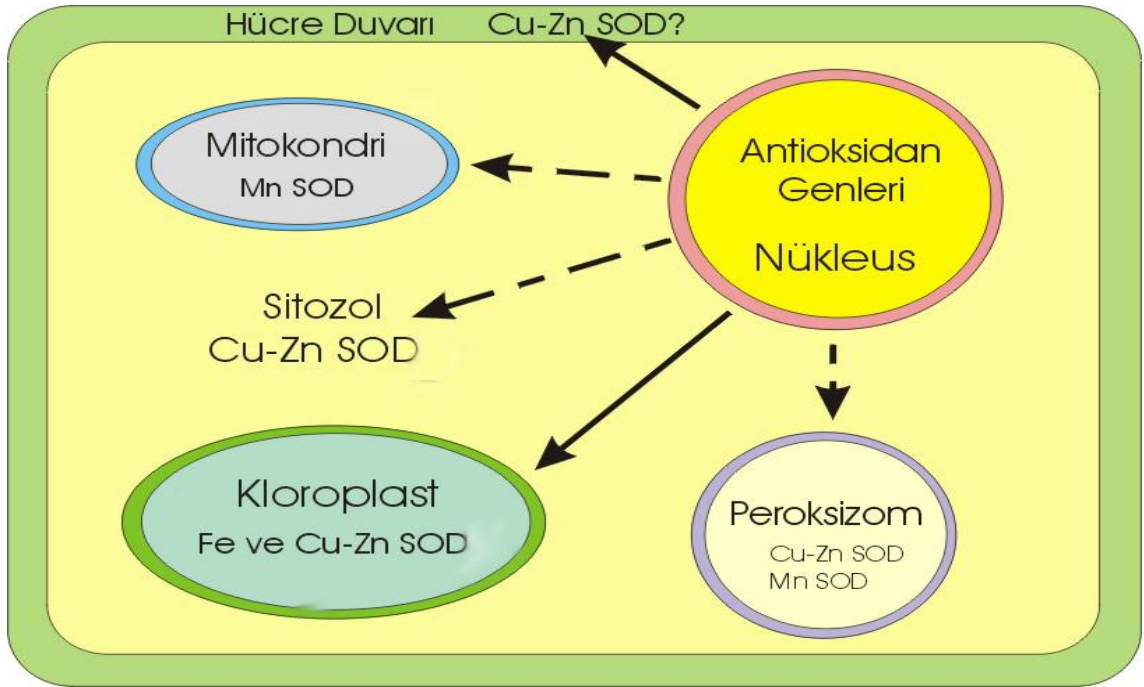 Hücre Duvarı Cu-Zn SOD?
Mitokondri
Mn SOD
Antioksidan
Genleri
Nükleus
Sitozol
Cu-Zn SOD
Kloroplast
Fe ve Cu-Zn SOD
Peroksizom
Cu-Zn SOD
Mn SOD